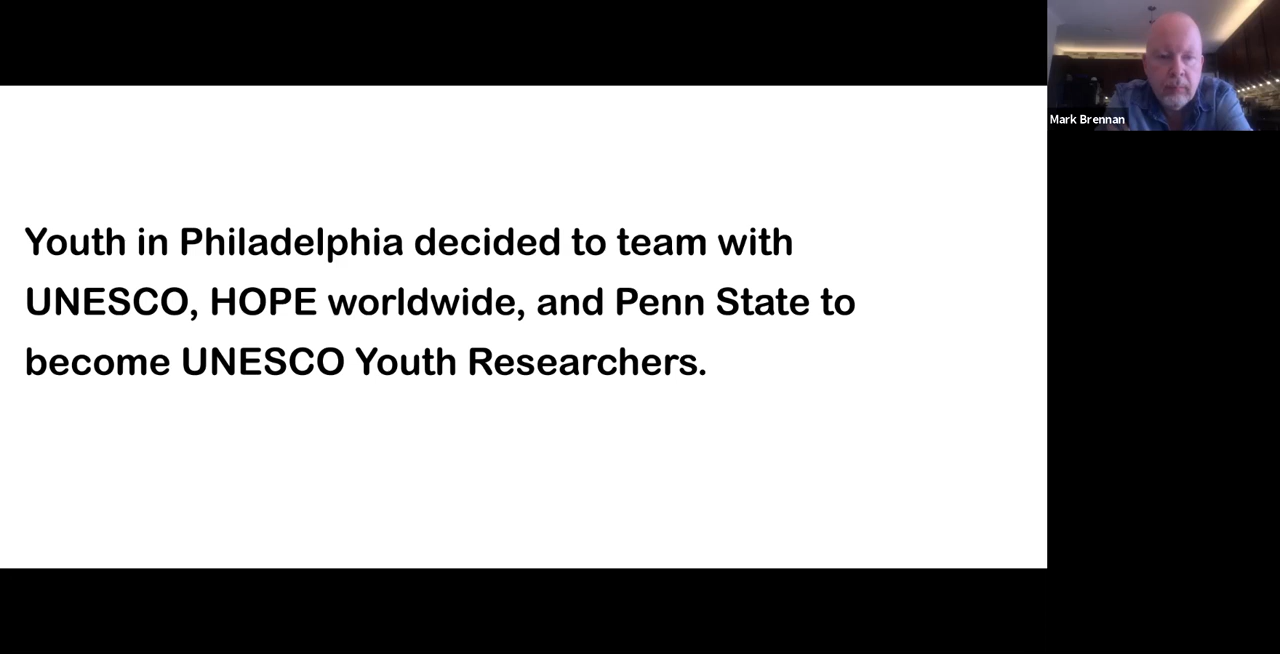 Youth in Philadelphia decided to team with
UNESCO, HOPE worldwide, and Penn State to
become UNESCO Youth Researchers.
Mark Brennan